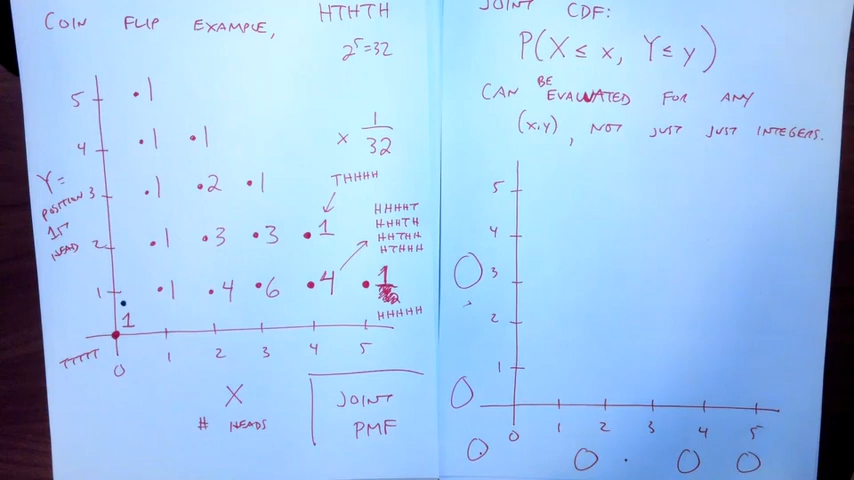 COIN FLIP EXAMPLE, HTHTH
2^5=32
5 •1
4 •1 •1
× 1/32
Y=
POSITION
1ST
HEAD
3 •1 •2 •1
THHHH
2 •1 •3 •3 •1
HHHHT
HHHTH
HHTHH
HTHHH
1 •1 •4 •6 •4 •1
HHHHH
1
TTTTT
0 1 2 3 4 5
X
# HEADS
JOINT
PMF
JOINT CDF:
P(X ≤ x, Y ≤ y)
CAN BE EVALUATED FOR ANY
(x,y), NOT JUST JUST INTEGERS.
5
4
0 3
2
1
0
0 1 2 3 4 5
0 0 0 0